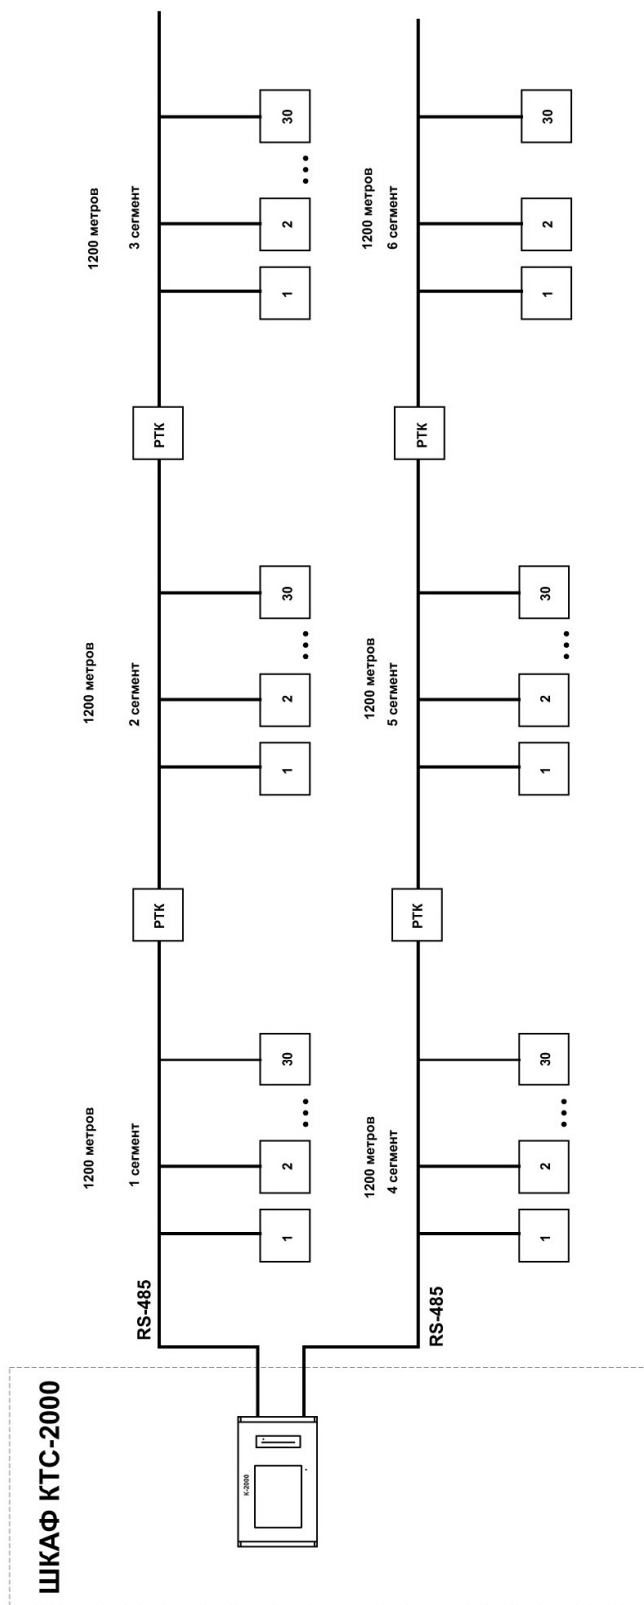 ШКАФ КТС-2000
1200 метров
1200 метров
1200 метров
RS-485
1 сегмент
2 сегмент
3 сегмент
РТК
РТК
К-2000
1
2
...
30
1
2
...
30
1
2
...
30
1200 метров
1200 метров
1200 метров
4 сегмент
5 сегмент
6 сегмент
РТК
РТК
RS-485
1
2
...
30
1
2
...
30
1
2
30